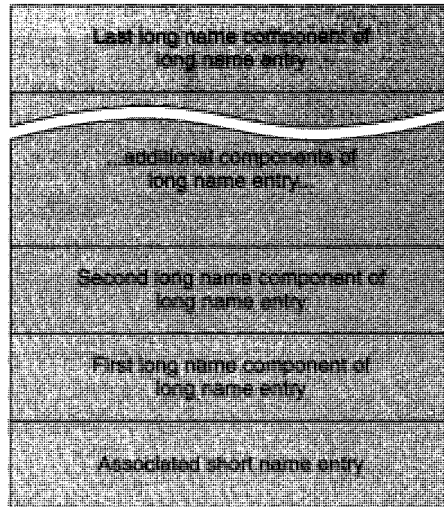 Last long name component of
long name entry
...additional components of
long name entry...
Second long name component of
long name entry
First long name component of
long name entry
Associated short name entry